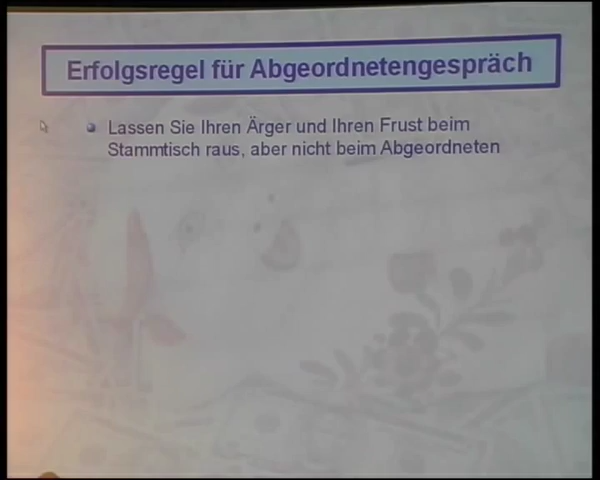 Erfolgsregel für Abgeordnetengespräch
Lassen Sie Ihren Ärger und Ihren Frust beim
Stammtisch raus, aber nicht beim Abgeordneten